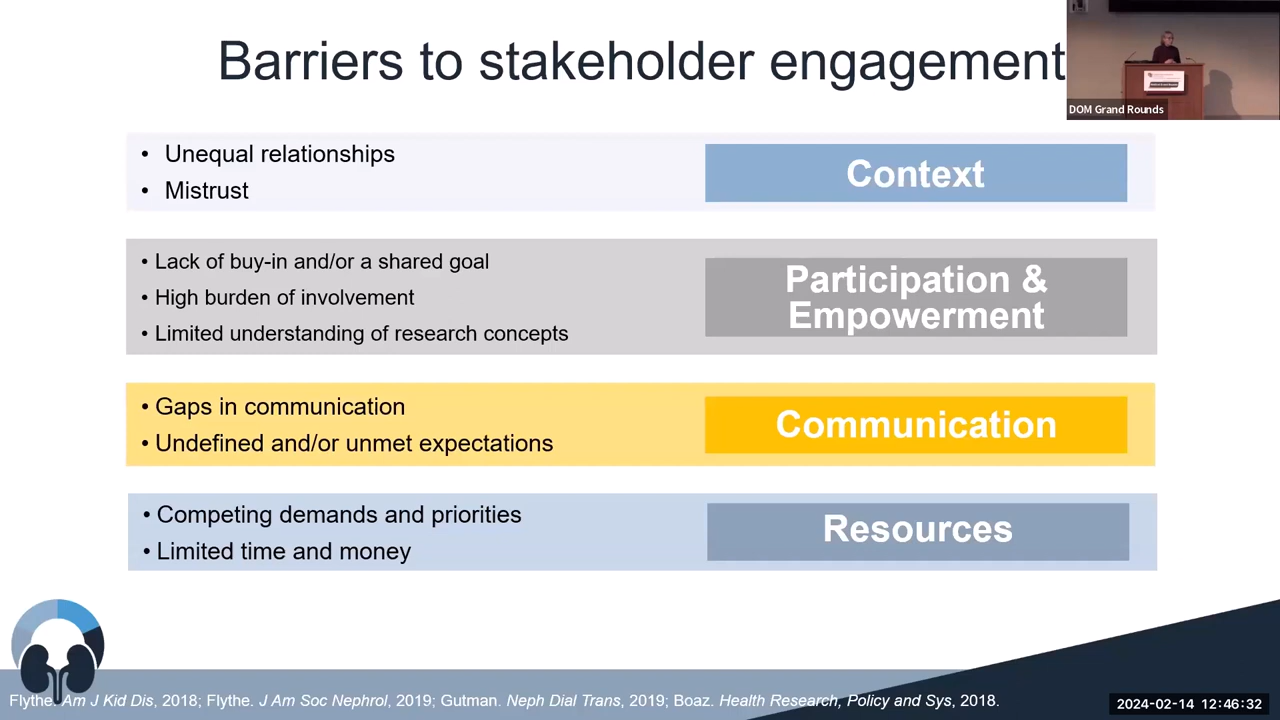 Barriers to stakeholder engagement
DOM Grand Rounds
• Unequal relationships
• Mistrust
Context
• Lack of buy-in and/or a shared goal
• High burden of involvement
• Limited understanding of research concepts
Participation &
Empowerment
• Gaps in communication
• Undefined and/or unmet expectations
Communication
• Competing demands and priorities
• Limited time and money
Resources
Flythe. Am J Kid Dis, 2018; Flythe. J Am Soc Nephrol, 2019; Gutman. Neph Dial Trans, 2019; Boaz. Health Research, Policy and Sys, 2018.
2024-02-14 12:46:32